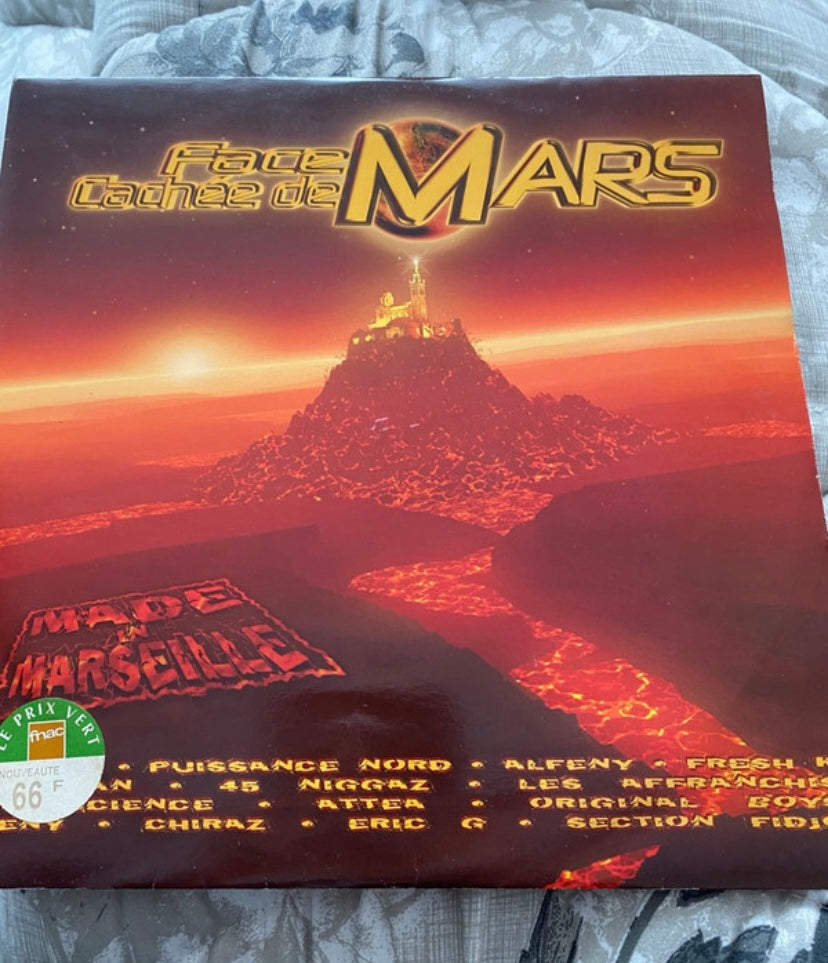 Face
Cachée de MARS
MADE
IN
MARSEILLE
LE PRIX VERT
fnac
NOUVEAUTE
66 F
• PUISSANCE NORD • ALFENY • FRESH
• 45 NIGGAZ • LES AFFRANCHIS
• ATTEA • ORIGINAL BOYS
• CHIRAZ • ERIC G • SECTION FIDJI